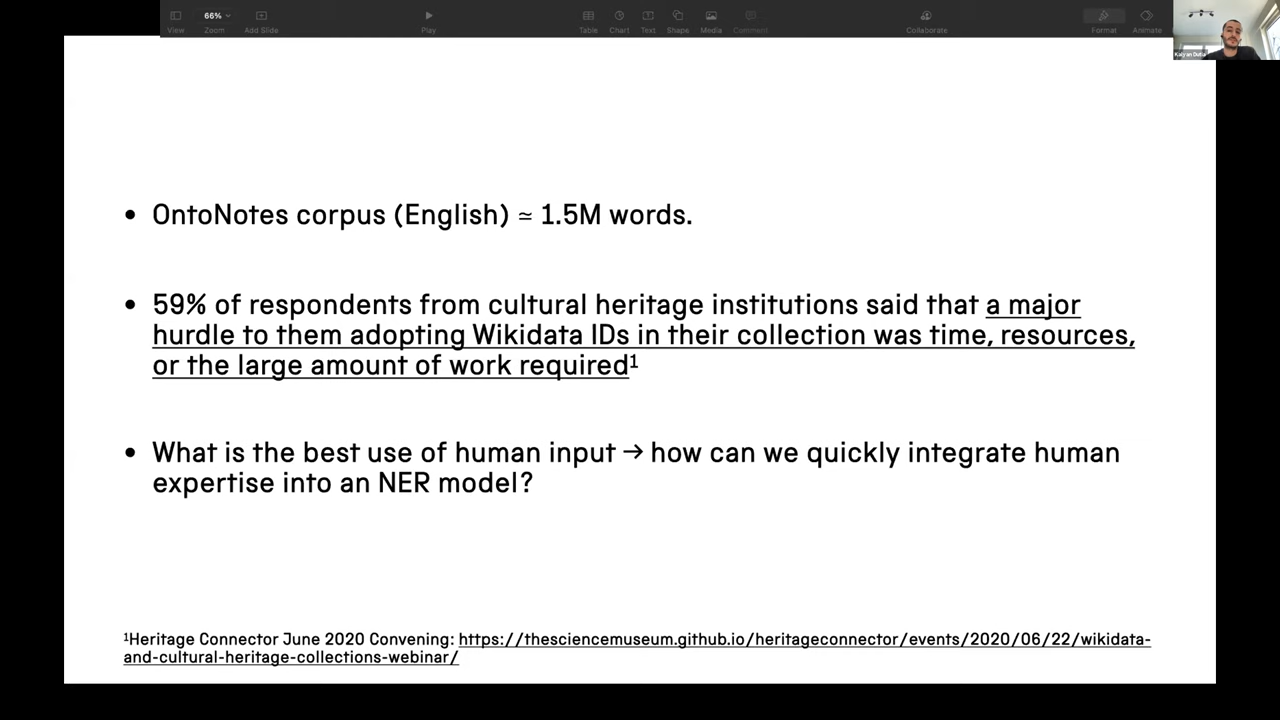 66%
View
Zoom
Add Slide
Play
Table
Chart
Text
Shape
Media
Comment
Collaborate
Format
Animate
• OntoNotes corpus (English) ≃ 1.5M words.
• 59% of respondents from cultural heritage institutions said that a major
hurdle to them adopting Wikidata IDs in their collection was time, resources,
or the large amount of work required¹
• What is the best use of human input → how can we quickly integrate human
expertise into an NER model?
¹Heritage Connector June 2020 Convening: https://thesciencemuseum.github.io/heritageconnector/events/2020/06/22/wikidata-
and-cultural-heritage-collections-webinar/